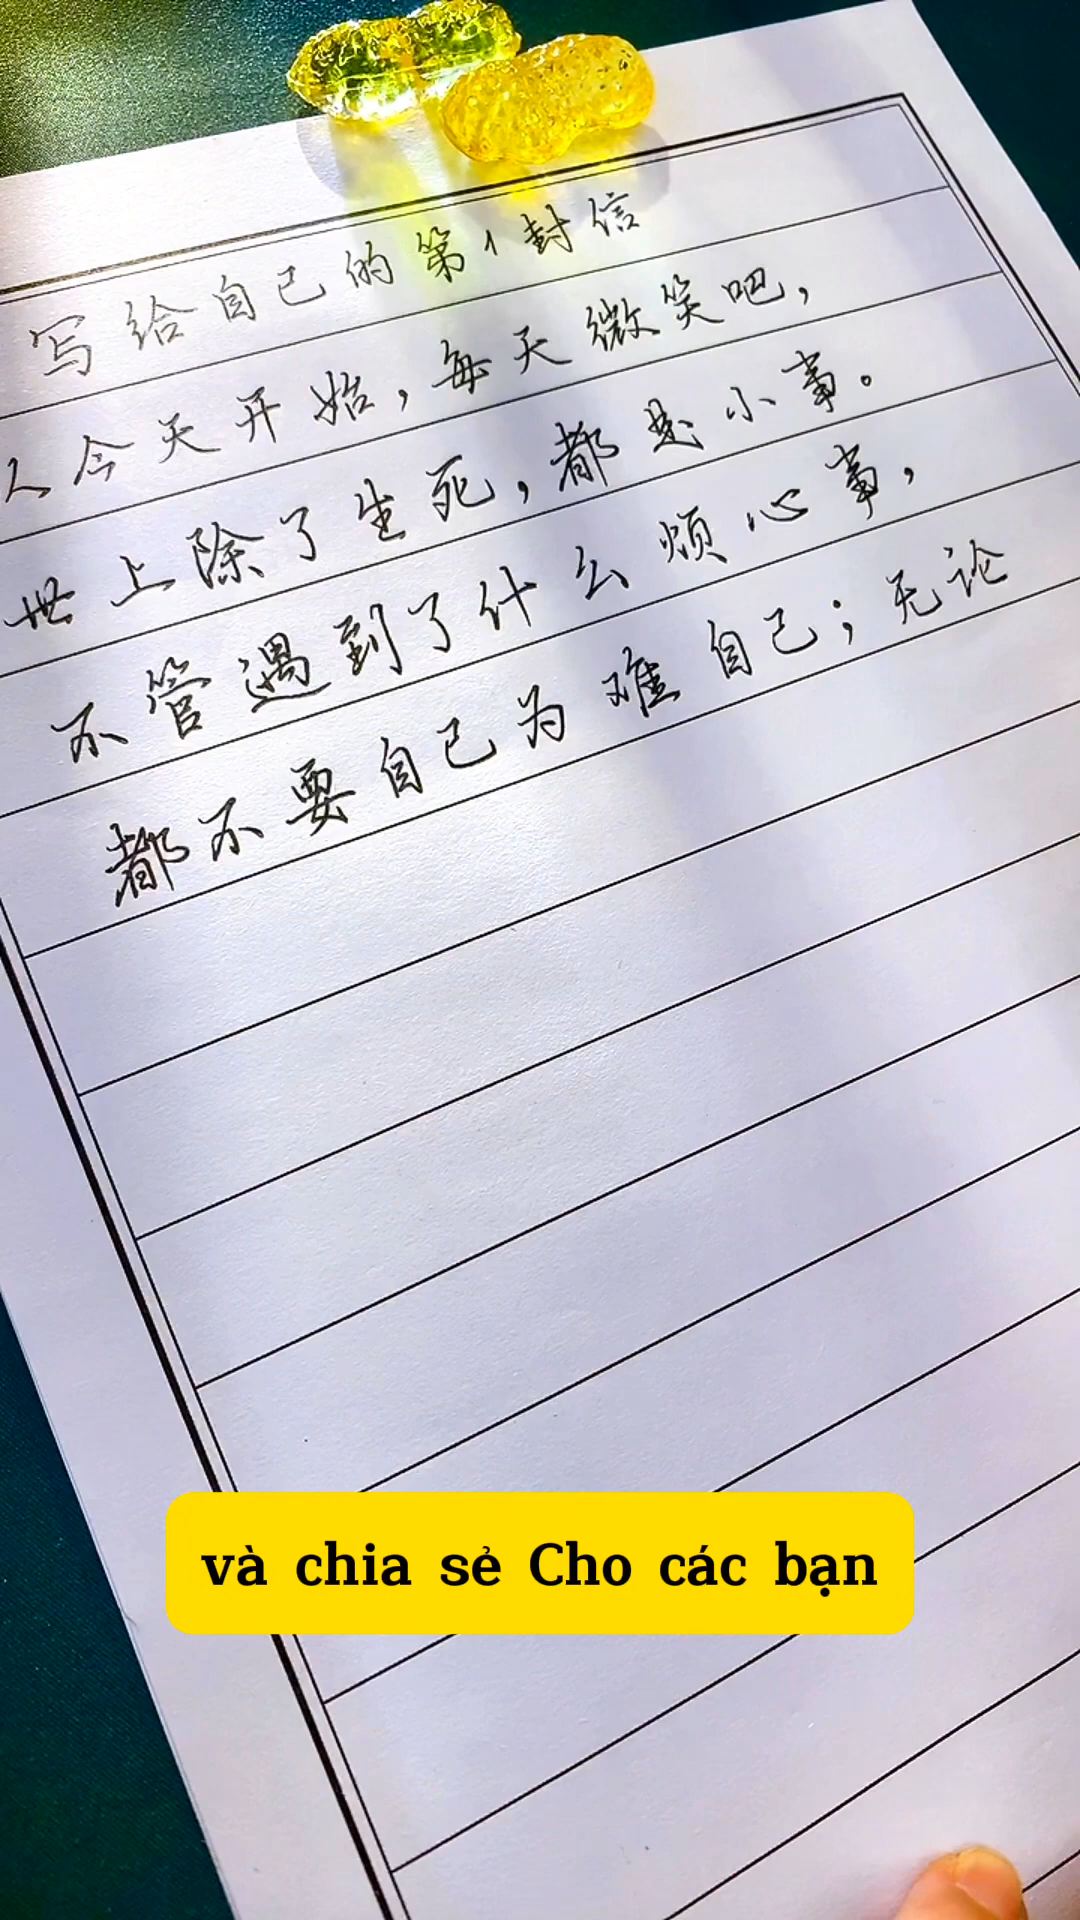 写给自己的第1封信
人今天开始，每天微笑吧，
世上除了生死，都是小事。
不管遇到了什么烦心事，
都不要自己为难自己；无论
và chia sẻ Cho các bạn